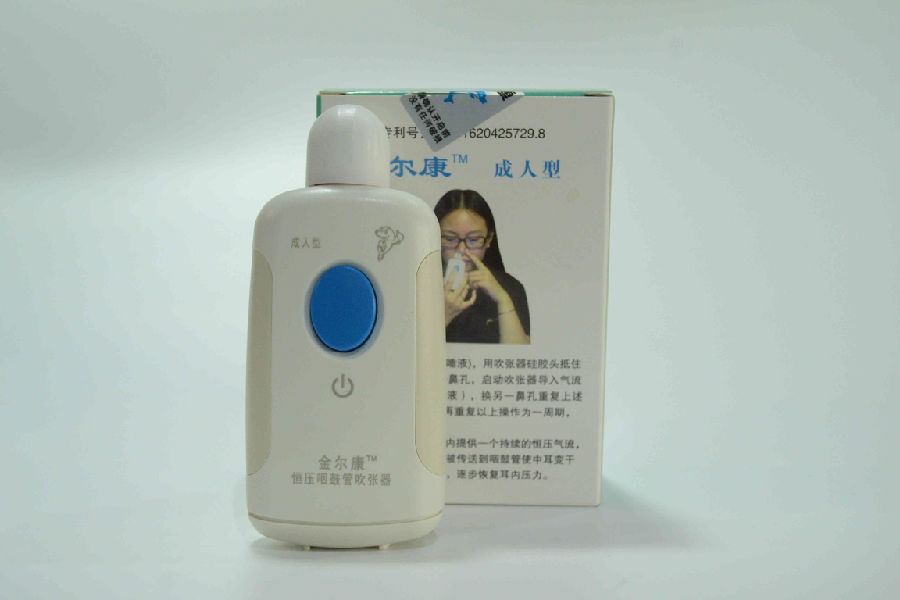 专利号
1620425729.8
尔康™ 成人型
成人型
喷液)，用吹张器硅胶头抵住
鼻孔，启动吹张器导入气流
液），换另一鼻孔重复上述
再重复以上操作为一周期。
内提供一个持续的恒压气流，
被传送到咽鼓管使中耳变干
，逐步恢复耳内压力。
金尔康™
恒压咽鼓管吹张器